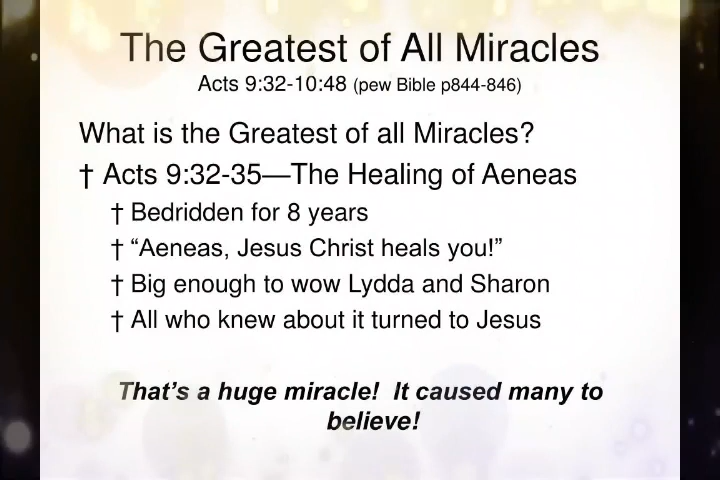 The Greatest of All Miracles
Acts 9:32-10:48 (pew Bible p844-846)
What is the Greatest of all Miracles?
† Acts 9:32-35—The Healing of Aeneas
† Bedridden for 8 years
† “Aeneas, Jesus Christ heals you!”
† Big enough to wow Lydda and Sharon
† All who knew about it turned to Jesus
That’s a huge miracle!  It caused many to
believe!